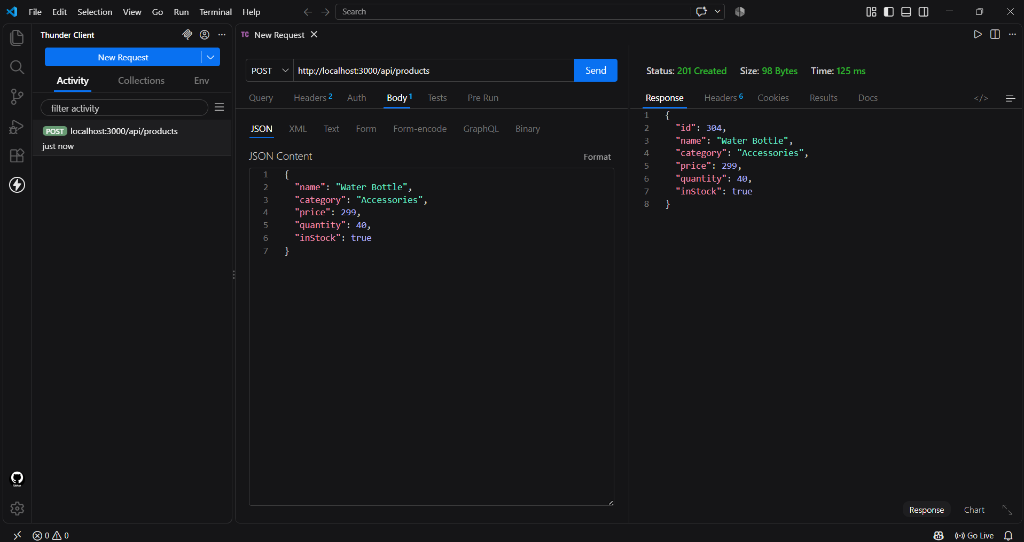 File Edit Selection View Go Run Terminal Help
Search
Thunder Client
New Request
Activity Collections Env
filter activity
POST localhost:3000/api/products
just now
TC New Request
POST http://localhost:3000/api/products Send
Query Headers 2 Auth Body 1 Tests Pre Run
JSON XML Text Form Form-encode GraphQL Binary
JSON Content Format
1 {
2 "name": "Water Bottle",
3 "category": "Accessories",
4 "price": 299,
5 "quantity": 40,
6 "inStock": true
7 }
Status: 201 Created Size: 98 Bytes Time: 125 ms
Response Headers 6 Cookies Results Docs </>
1 {
2 "id": 304,
3 "name": "Water Bottle",
4 "category": "Accessories",
5 "price": 299,
6 "quantity": 40,
7 "inStock": true
8 }
Response Chart
0 0 Go Live